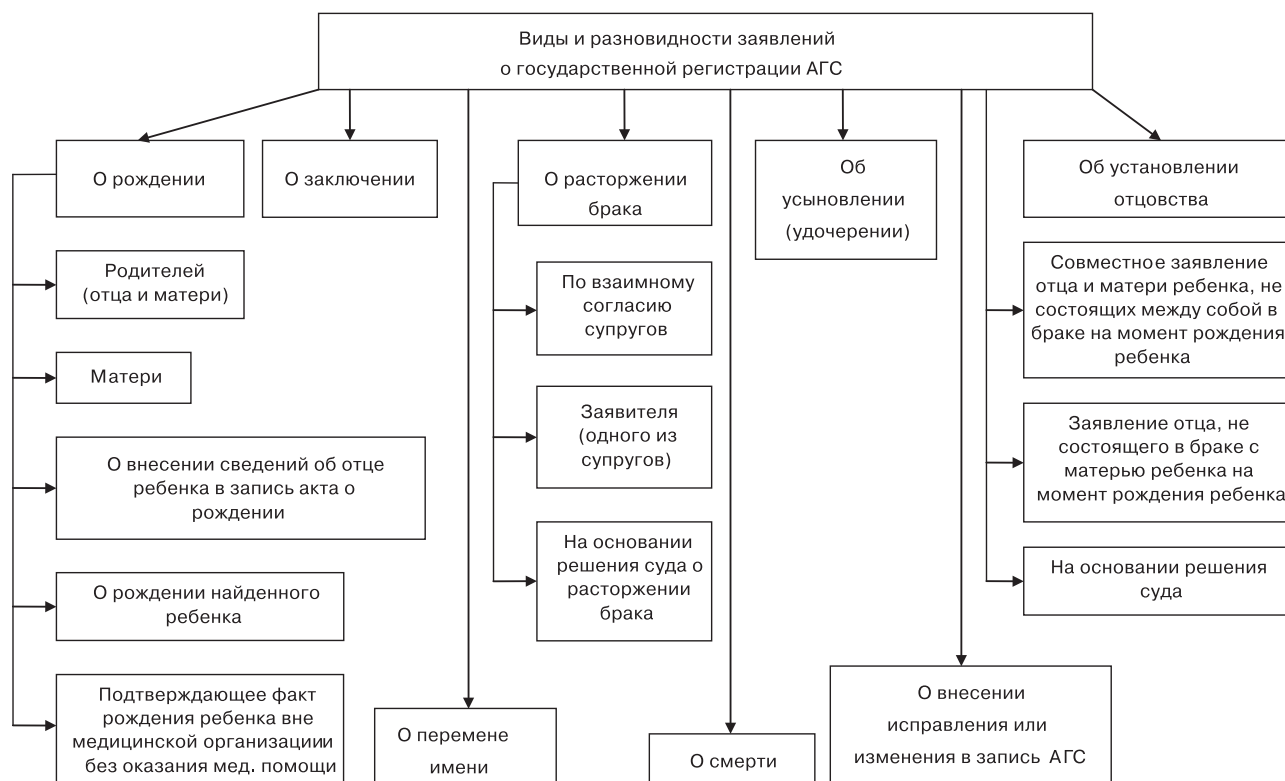 Виды и разновидности заявлений
о государственной регистрации АГС
О рождении
О заключении
О расторжении
брака
Об
усыновлении
(удочерении)
Об установлении
отцовства
Родителей
(отца и матери)
Матери
О внесении сведений об отце
ребенка в запись акта о
рождении
О рождении найденного
ребенка
Подтверждающее факт
рождения ребенка вне
медицинской организации
без оказания мед. помощи
О перемене
имени
По взаимному
согласию
супругов
Заявителя
(одного из
супругов)
На основании
решения суда о
расторжении
брака
О смерти
О внесении
исправления или
изменения в запись АГС
Совместное заявление
отца и матери ребенка, не
состоящих между собой в
браке на момент рождения
ребенка
Заявление отца, не
состоящего в браке с
матерью ребенка на
момент рождения ребенка
На основании решения
суда